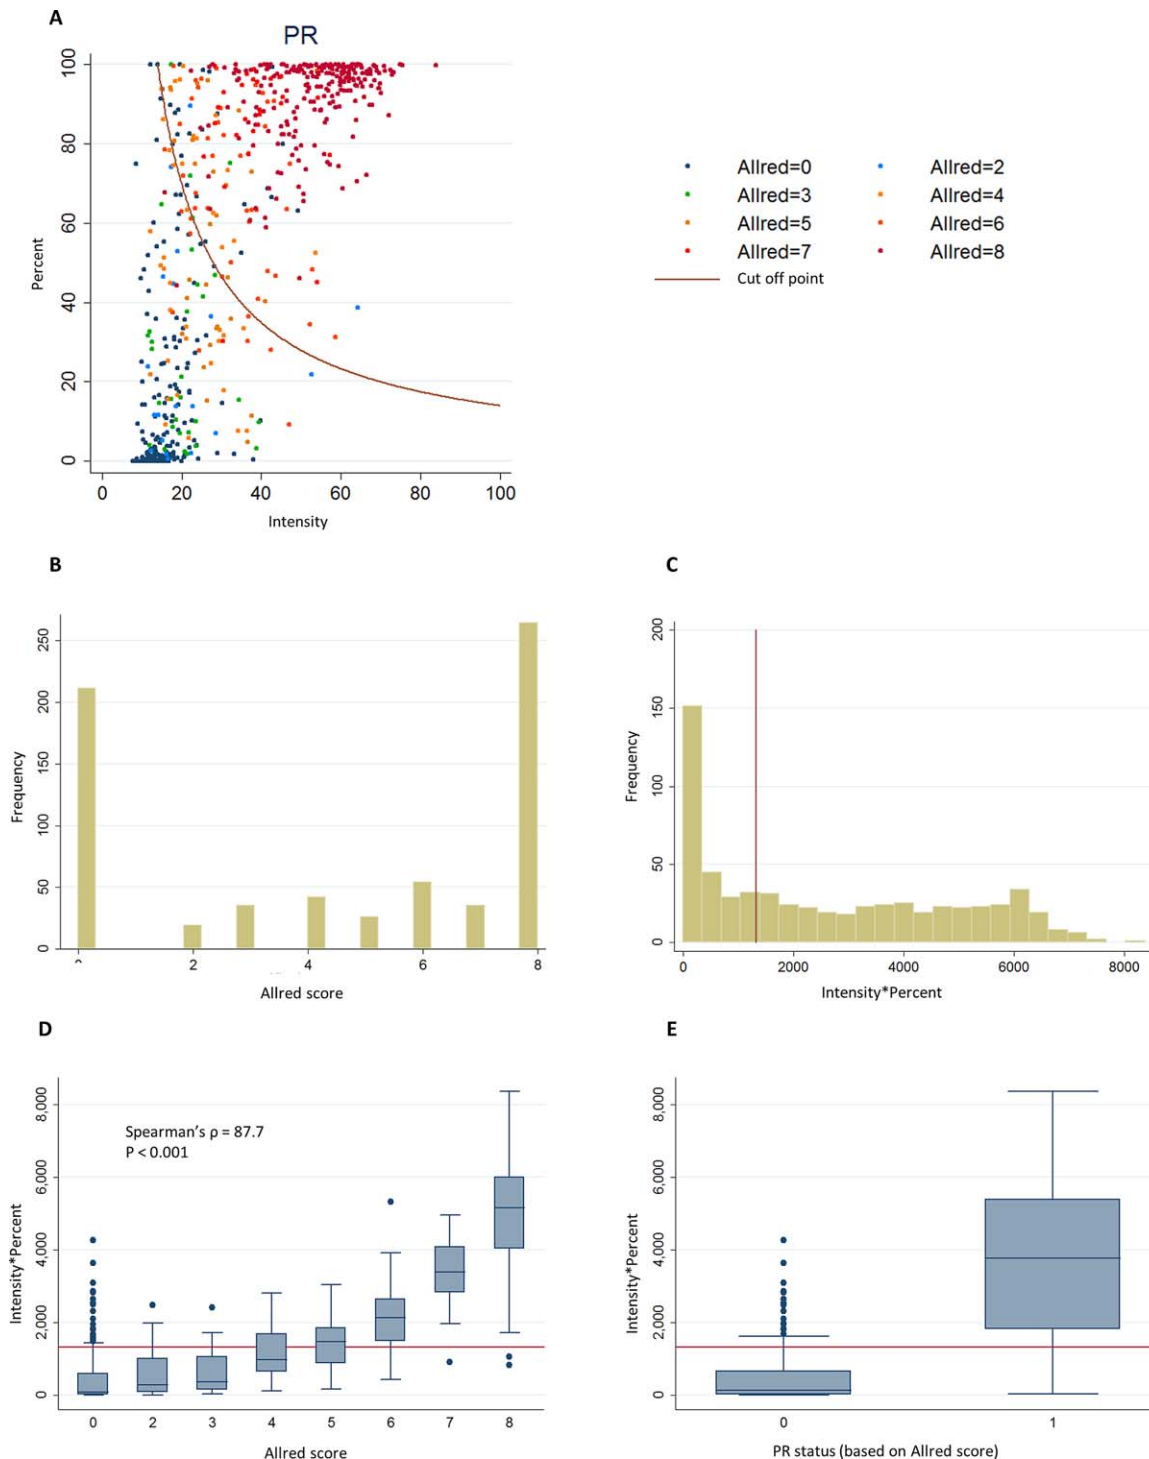 A
PR
100
80
60
40
20
0
Percent
0 20 40 60 80 100
Intensity
Allred=0 Allred=2
Allred=3 Allred=4
Allred=5 Allred=6
Allred=7 Allred=8
Cut off point
B
250
200
150
100
50
0
Frequency
2 4 6 8
Allred score
C
200
150
100
50
0
Frequency
0 2000 4000 6000 8000
Intensity*Percent
D
8,000
6,000
4,000
2,000
0
Intensity*Percent
Spearman's ρ = 87.7
P < 0.001
0 2 3 4 5 6 7 8
Allred score
E
8,000
6,000
4,000
2,000
0
Intensity*Percent
0 1
PR status (based on Allred score)